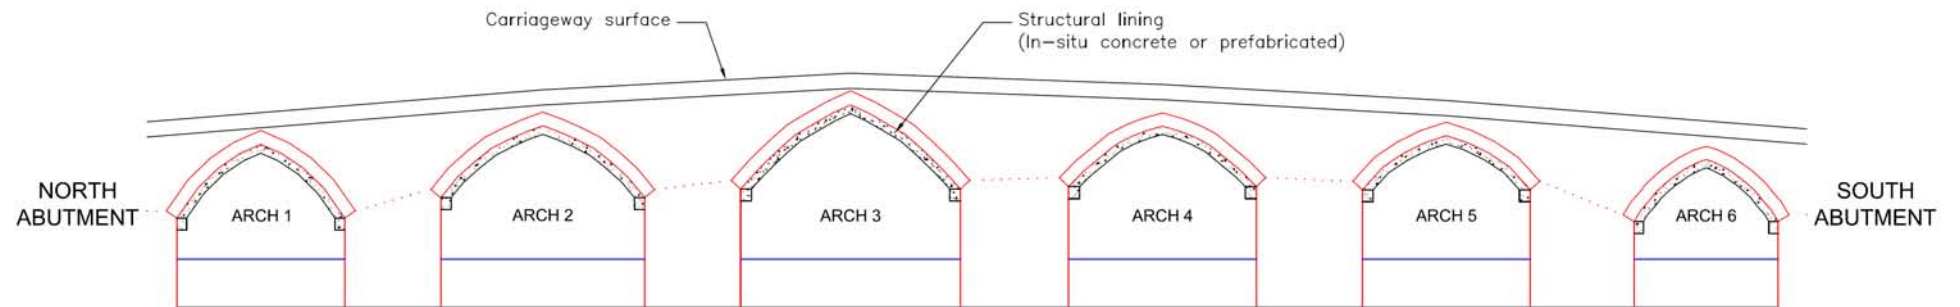 Carriageway surface
Structural lining
(In-situ concrete or prefabricated)
NORTH
ABUTMENT
ARCH 1
ARCH 2
ARCH 3
ARCH 4
ARCH 5
ARCH 6
SOUTH
ABUTMENT